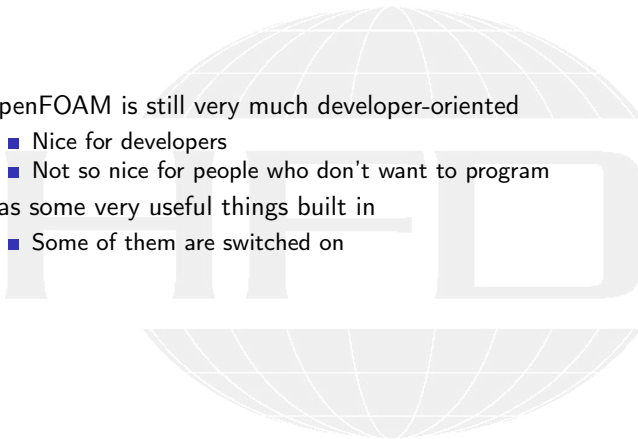 penFOAM is still very much developer-oriented
Nice for developers
Not so nice for people who don't want to program
as some very useful things built in
Some of them are switched on
HFD